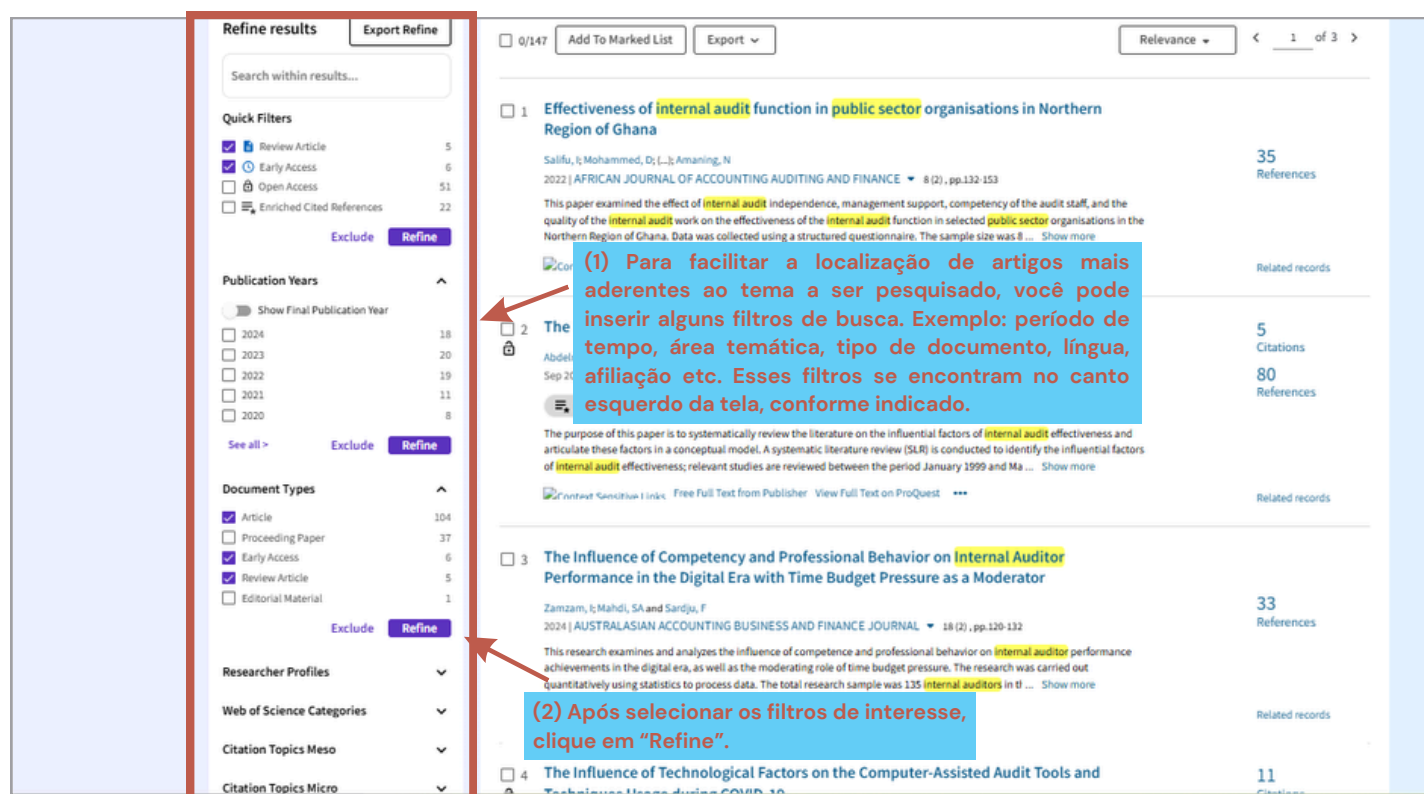 Refine results
Export Refine
Search within results...
Quick Filters
Review Article 5
Early Access 6
Open Access 51
Enriched Cited References 22
Exclude Refine
Publication Years
Show Final Publication Year
2024 18
2023 20
2022 19
2021 11
2020 8
See all > Exclude Refine
Document Types
Article 104
Proceeding Paper 37
Early Access 6
Review Article 5
Editorial Material 1
Exclude Refine
Researcher Profiles
Web of Science Categories
Citation Topics Meso
Citation Topics Micro
0/147 Add To Marked List Export Relevance < 1 of 3 >
1 Effectiveness of internal audit function in public sector organisations in Northern
Region of Ghana
Salifu, I; Mohammed, D; (...); Amaning, N
2022 | AFRICAN JOURNAL OF ACCOUNTING AUDITING AND FINANCE 8 (2) , pp.132-153
This paper examined the effect of internal audit independence, management support, competency of the audit staff, and the
quality of the internal audit work on the effectiveness of the internal audit function in selected public sector organisations in the
Northern Region of Ghana. Data was collected using a structured questionnaire. The sample size was 8 ... Show more
35
References
Related records
(1) Para facilitar a localização de artigos mais
aderentes ao tema a ser pesquisado, você pode
inserir alguns filtros de busca. Exemplo: período de
tempo, área temática, tipo de documento, língua,
afiliação etc. Esses filtros se encontram no canto
esquerdo da tela, conforme indicado.
2 The
Sep 20
5
Citations
80
References
The purpose of this paper is to systematically review the literature on the influential factors of internal audit effectiveness and
articulate these factors in a conceptual model. A systematic literature review (SLR) is conducted to identify the influential factors
of internal audit effectiveness; relevant studies are reviewed between the period January 1999 and Ma ... Show more
Context Sensitive Links Free Full Text from Publisher View Full Text on ProQuest •••
Related records
3 The Influence of Competency and Professional Behavior on Internal Auditor
Performance in the Digital Era with Time Budget Pressure as a Moderator
Zamzam, I; Mahdi, SA and Sardju, F
2024 | AUSTRALASIAN ACCOUNTING BUSINESS AND FINANCE JOURNAL 18 (2) , pp.120-132
This research examines and analyzes the influence of competence and professional behavior on internal auditor performance
achievements in the digital era, as well as the moderating role of time budget pressure. The research was carried out
quantitatively using statistics to process data. The total research sample was 135 internal auditors in tl ... Show more
33
References
Related records
(2) Após selecionar os filtros de interesse,
clique em “Refine”.
4 The Influence of Technological Factors on the Computer-Assisted Audit Tools and
Techniques Usage during COVID-19
11
Citations